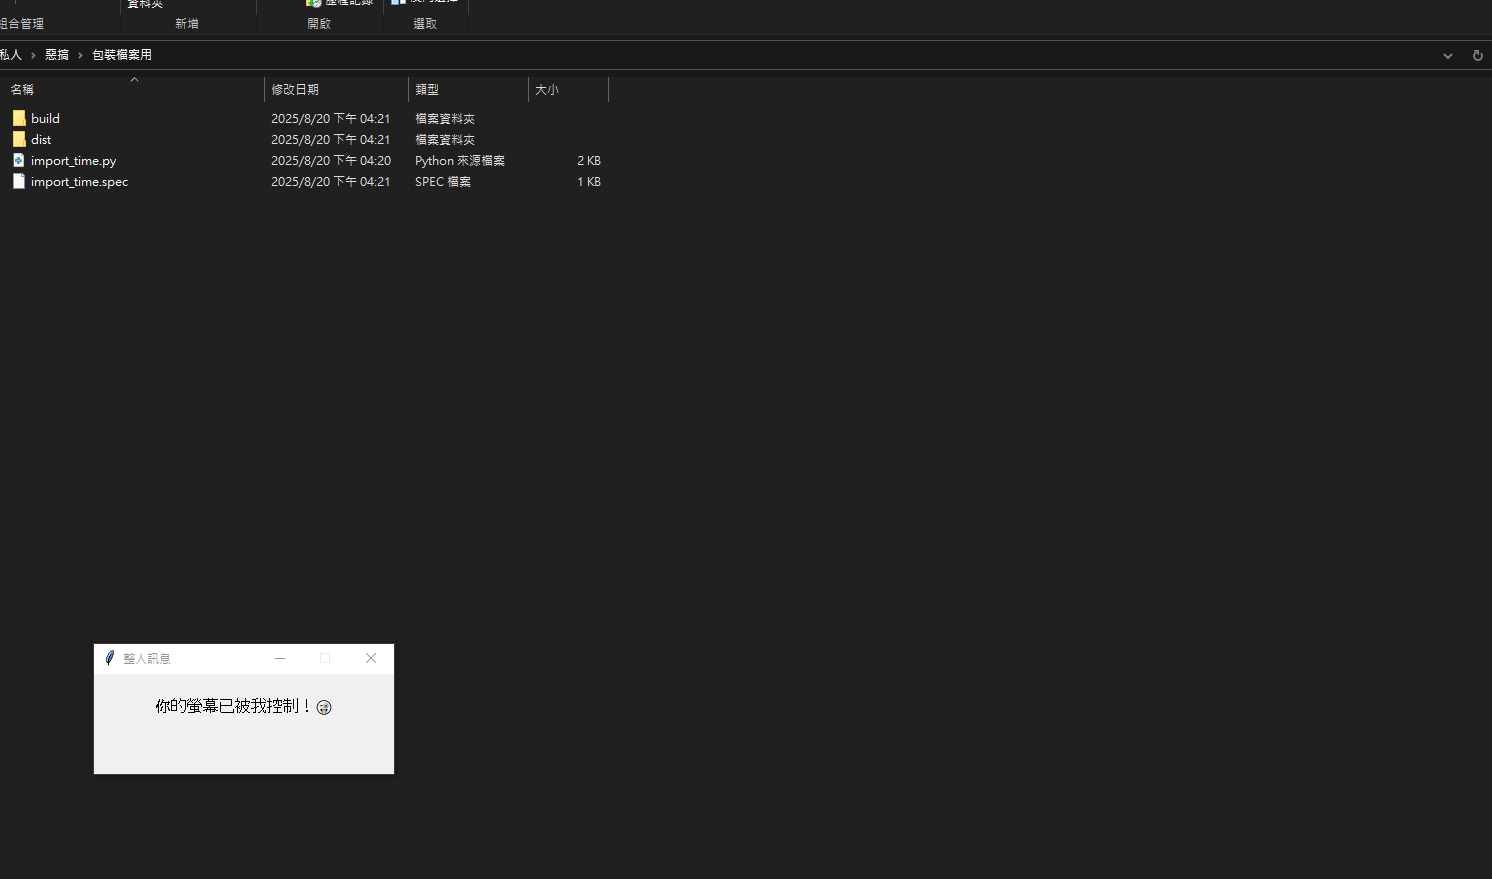 資料夾
組合管理 新增 開啟 選取
私人 › 惡搞 › 包裝檔案用
名稱 修改日期 類型 大小
build 2025/8/20 下午 04:21 檔案資料夾
dist 2025/8/20 下午 04:21 檔案資料夾
import_time.py 2025/8/20 下午 04:20 Python 來源檔案 2 KB
import_time.spec 2025/8/20 下午 04:21 SPEC 檔案 1 KB
整人訊息
你的螢幕已被我控制！😜